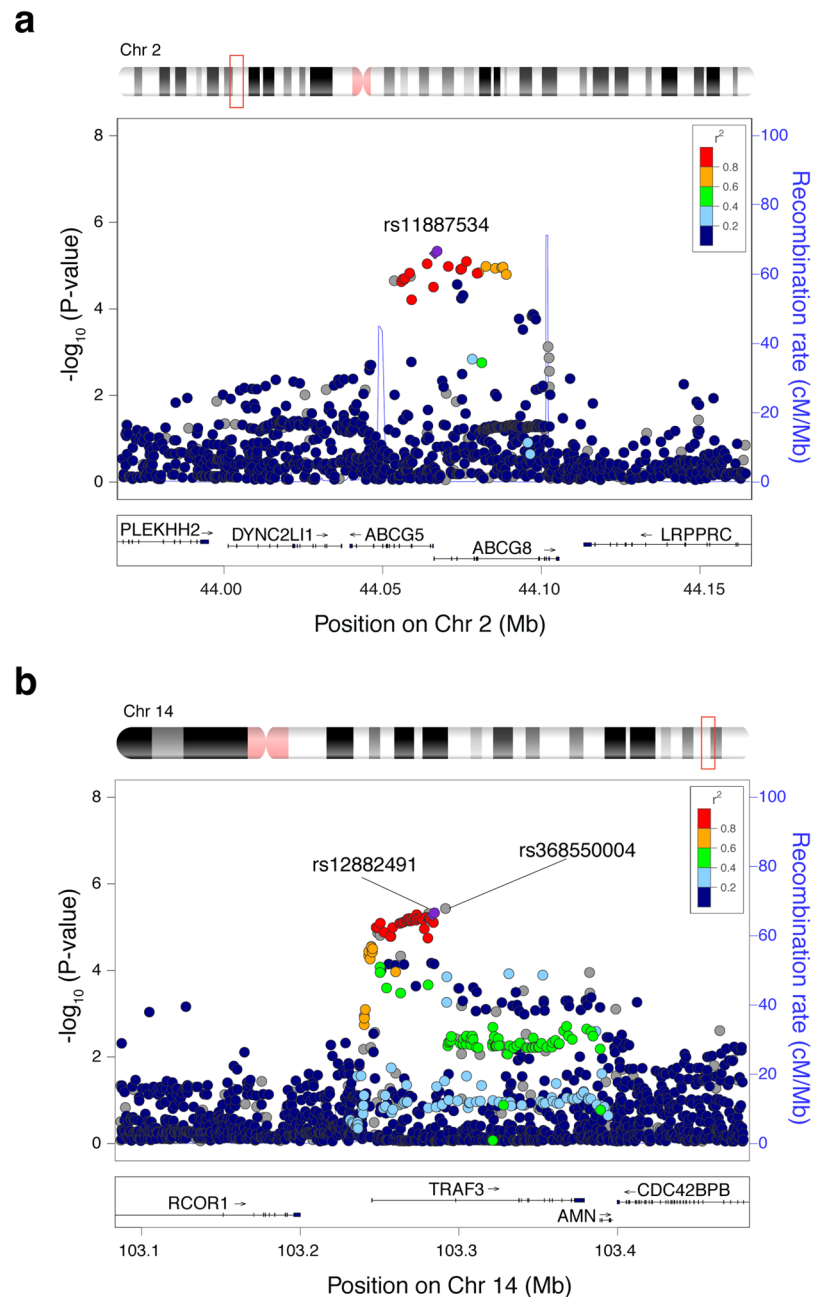 a
Chr 2
8
6
4
2
0
-log10 (P-value)
rs11887534
r2
0.8
0.6
0.4
0.2
100
80
60
40
20
0
Recombination rate (cM/Mb)
PLEKHH2→
DYNC2LI1→
←ABCG5
ABCG8→
←LRPPRC
44.00
44.05
44.10
44.15
Position on Chr 2 (Mb)
b
Chr 14
8
6
4
2
0
-log10 (P-value)
rs12882491
rs368550004
r2
0.8
0.6
0.4
0.2
100
80
60
40
20
0
Recombination rate (cM/Mb)
RCOR1→
TRAF3→
AMN→
←CDC42BPB
103.1
103.2
103.3
103.4
Position on Chr 14 (Mb)